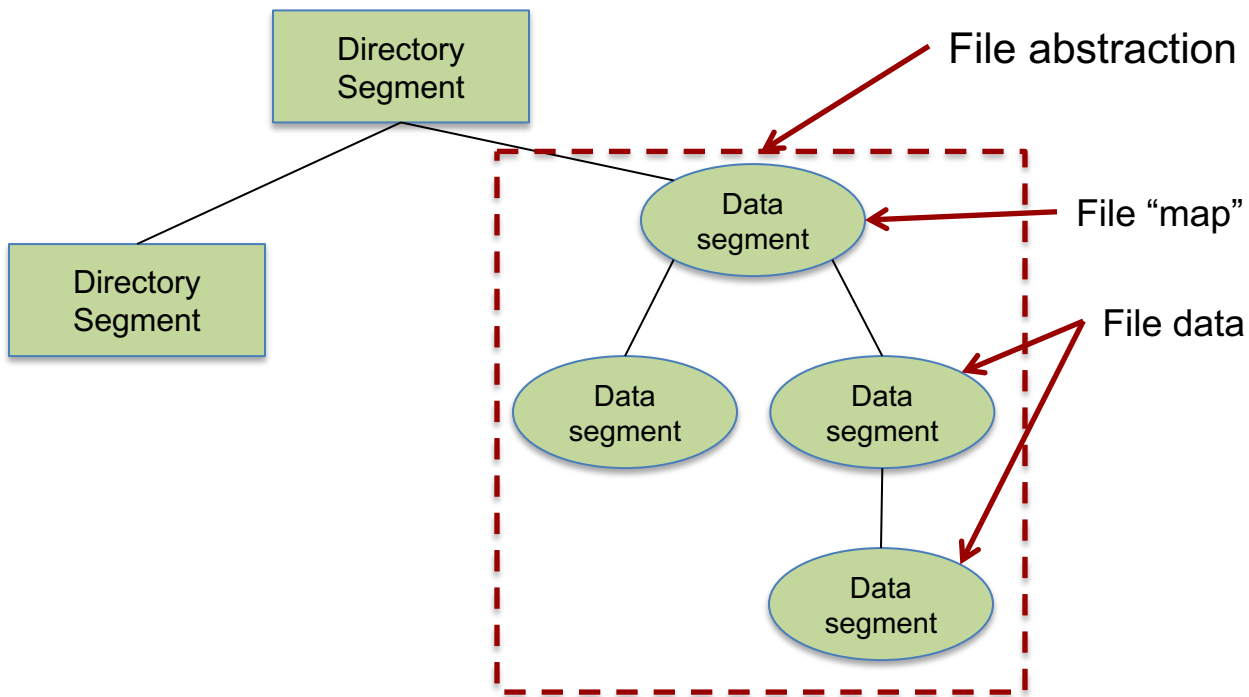 Directory
Segment
File abstraction
Data
segment
File “map”
Directory
Segment
File data
Data
segment
Data
segment
Data
segment